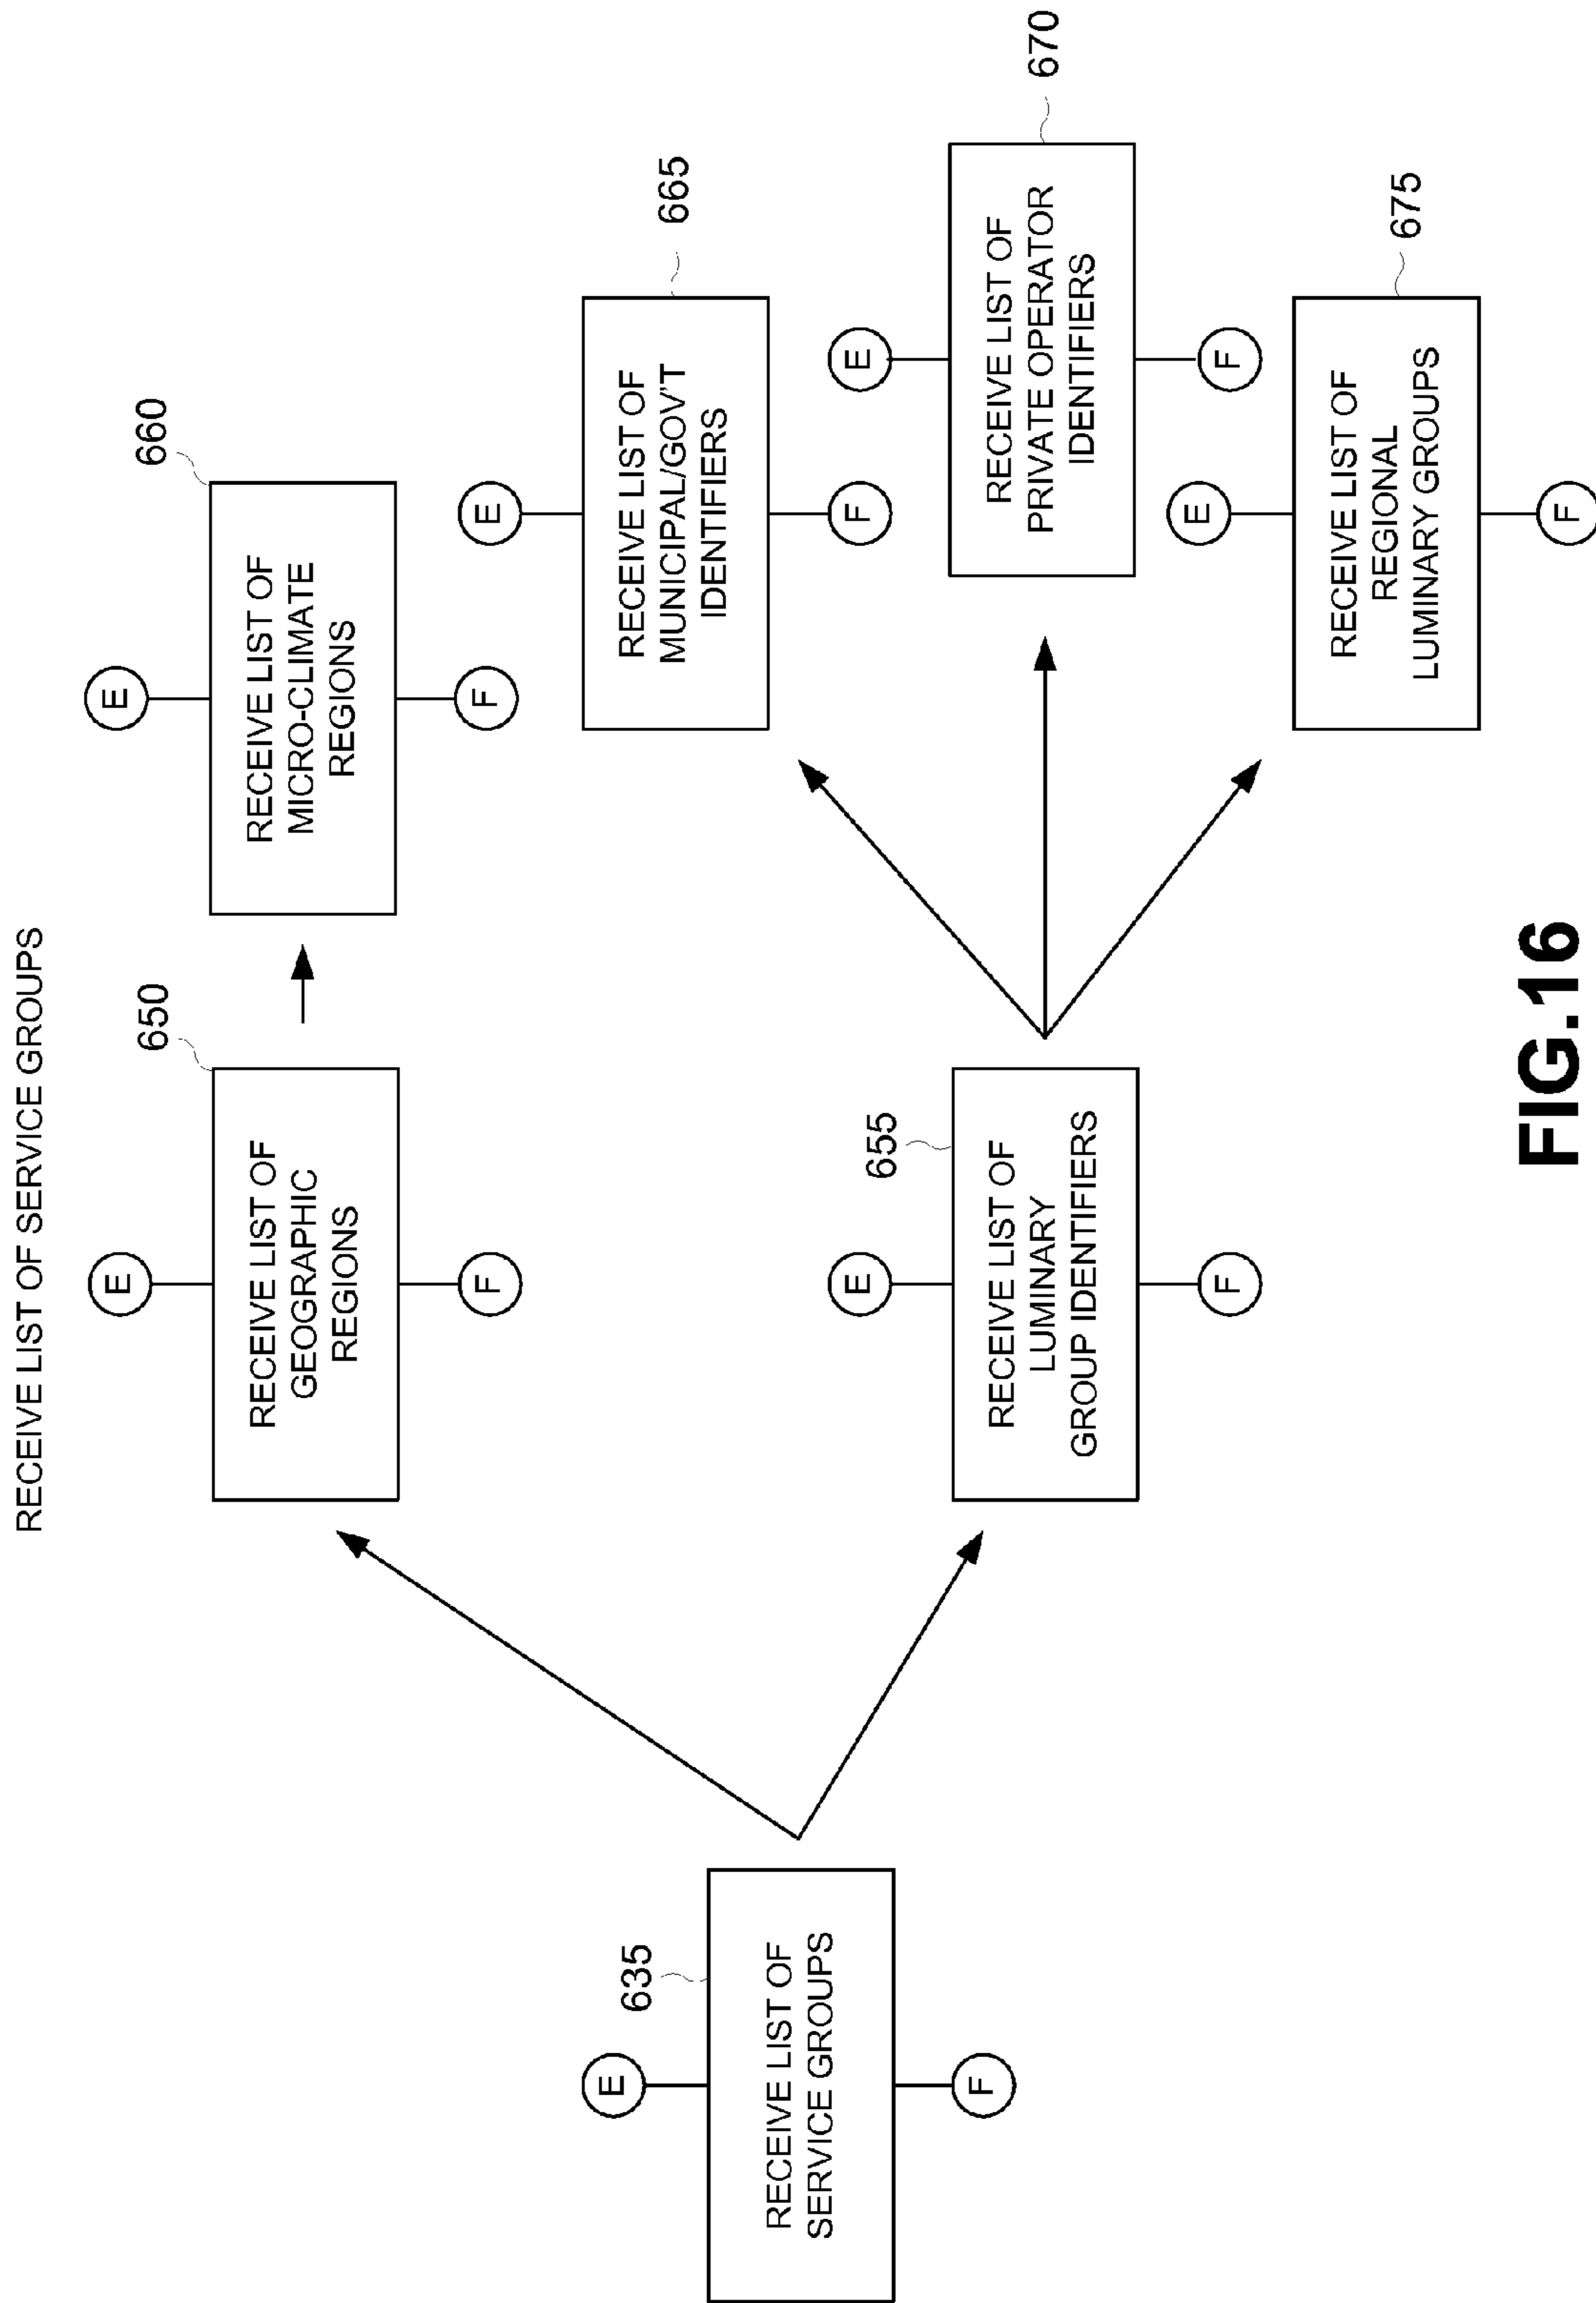 RECEIVE LIST OF SERVICE GROUPS
635
E
RECEIVE LIST OF
SERVICE GROUPS
F
650
E
RECEIVE LIST OF
GEOGRAPHIC
REGIONS
F
655
E
RECEIVE LIST OF
LUMINARY
GROUP IDENTIFIERS
F
660
E
RECEIVE LIST OF
MICRO-CLIMATE
REGIONS
F
665
E
RECEIVE LIST OF
MUNICIPAL/GOV'T
IDENTIFIERS
F
670
E
RECEIVE LIST OF
PRIVATE OPERATOR
IDENTIFIERS
F
675
E
RECEIVE LIST OF
REGIONAL
LUMINARY GROUPS
F
FIG.16